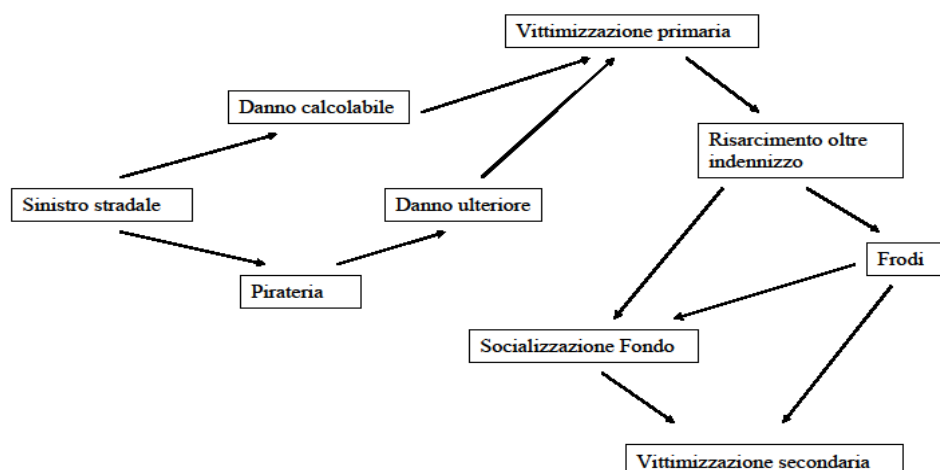 Vittimizzazione primaria
Danno calcolabile
Risarcimento oltre
indennizzo
Sinistro stradale
Danno ulteriore
Frodi
Pirateria
Socializzazione Fondo
Vittimizzazione secondaria